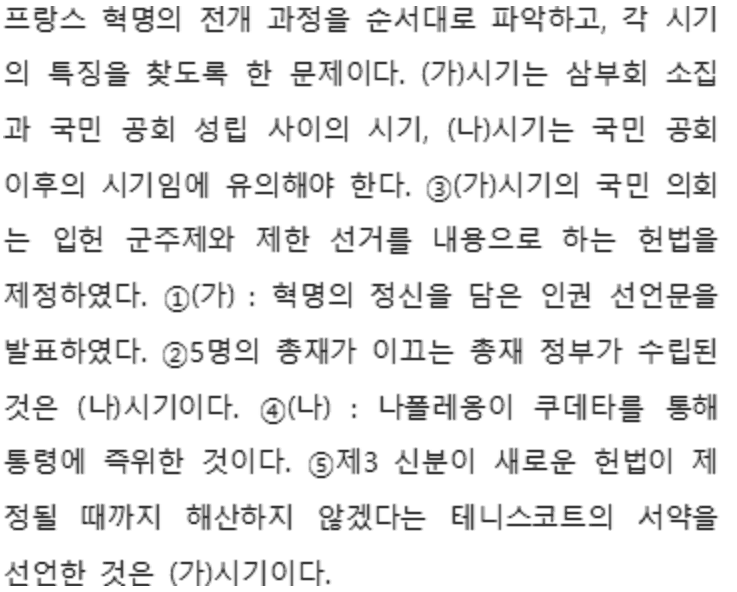 프랑스 혁명의 전개 과정을 순서대로 파악하고, 각 시기
의 특징을 찾도록 한 문제이다. (가)시기는 삼부회 소집
과 국민 공회 성립 사이의 시기, (나)시기는 국민 공회
이후의 시기임에 유의해야 한다. ③(가)시기의 국민 의회
는 입헌 군주제와 제한 선거를 내용으로 하는 헌법을
제정하였다. ①(가) : 혁명의 정신을 담은 인권 선언문을
발표하였다. ②5명의 총재가 이끄는 총재 정부가 수립된
것은 (나)시기이다. ④(나) : 나폴레옹이 쿠데타를 통해
통령에 즉위한 것이다. ⑤제3 신분이 새로운 헌법이 제
정될 때까지 해산하지 않겠다는 테니스코트의 서약을
선언한 것은 (가)시기이다.